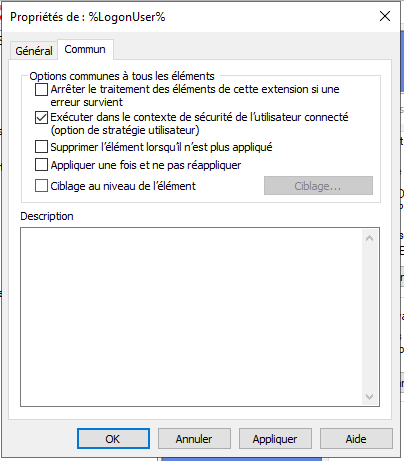 Propriétés de : %LogonUser%
Général
Commun
Options communes à tous les éléments
Arrêter le traitement des éléments de cette extension si une
erreur survient
Exécuter dans le contexte de sécurité de l'utilisateur connecté
(option de stratégie utilisateur)
Supprimer l'élément lorsqu'il n'est plus appliqué
Appliquer une fois et ne pas réappliquer
Ciblage au niveau de l'élément
Ciblage...
Description
OK
Annuler
Appliquer
Aide